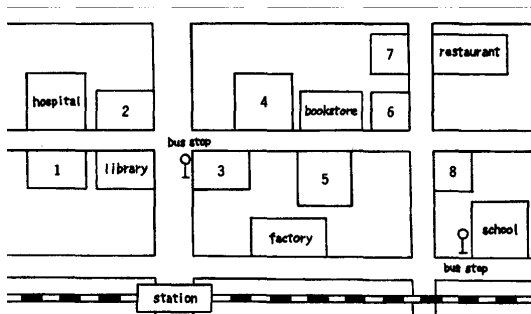 7
restaurant
hospital
2
4
bookstore
6
bus stop
1
library
3
5
8
factory
school
bus stop
station